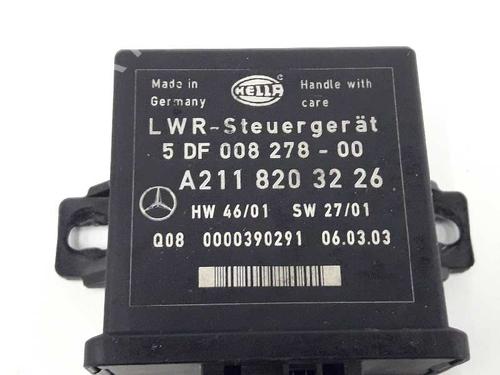 Made in Germany
HELLA
Handle with care
LWR-Steuergerät
5 DF 008 278 - 00
A211 820 32 26
HW 46/01 SW 27/01
Q08 0000390291 06.03.03